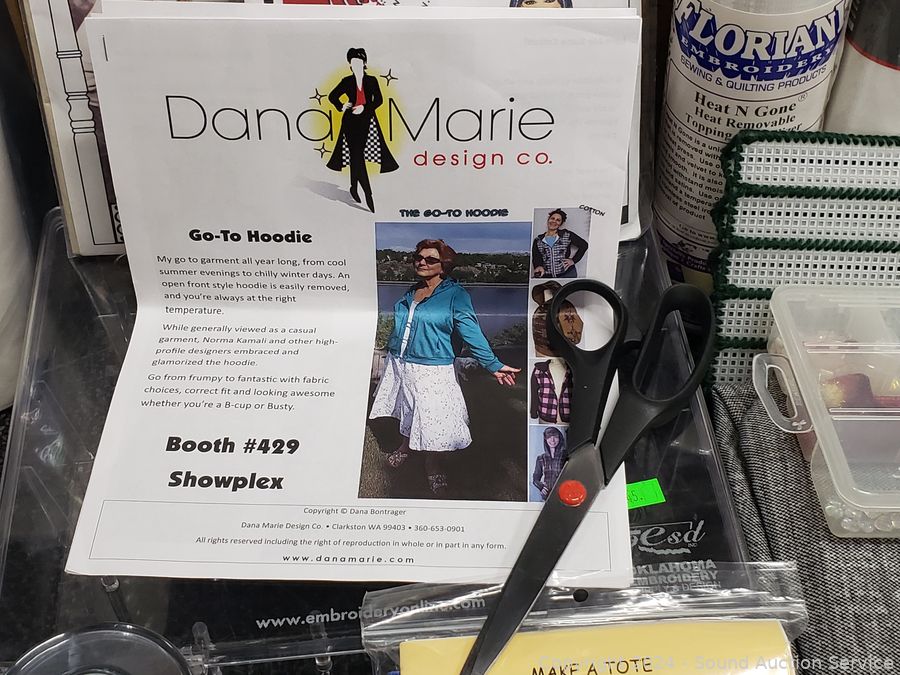 Dana Marie
design co.
Go-To Hoodie
My go to garment all year long, from cool
summer evenings to chilly winter days. An
open front style hoodie is easily removed,
and you're always at the right
temperature.
While generally viewed as a casual
garment, Norma Kamali and other high-
profile designers embraced and
glamorized the hoodie.
Go from frumpy to fantastic with fabric
choices, correct fit and looking awesome
whether you're a B-cup or Busty.
Booth #429
Showplex
THE GO-TO HOODIE
COTTON
Copyright © Dana Bontrager
Dana Marie Design Co. • Clarkston WA 99403 • 360-653-0901
All rights reserved including the right of reproduction in whole or in part in any form.
www.danamarie.com
FLORIANI
EMBROIDERY
SEWING & QUILTING PRODUCTS
Heat N Gone®
Heat Removable
Topping
esd
OKLAHOMA
EMBROIDERY
& DESIGN
www.embroideryonline.com
MAKE A TOTE
24 - Sound Auction Service